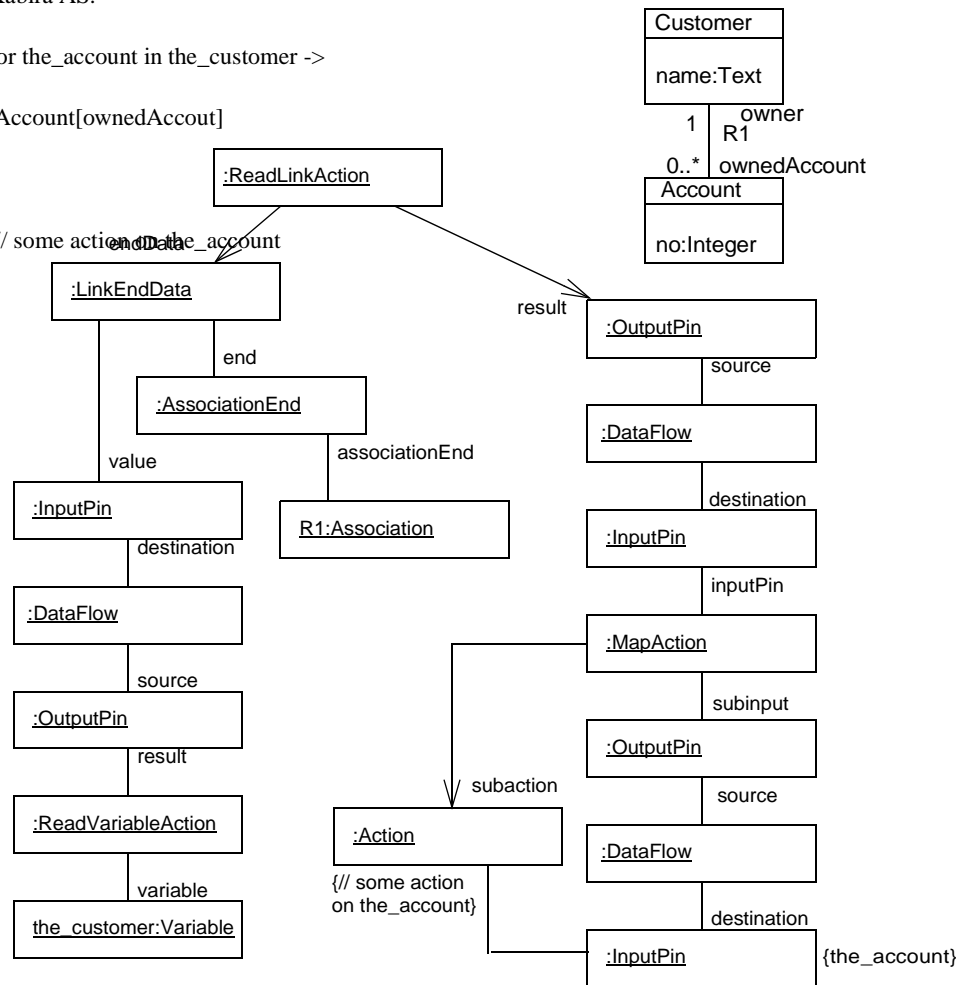 AS:
the_account in the_customer ->
Account[ownedAccout]
// some action on the_account
Customer
name:Text
1
owner
R1
0..*
ownedAccount
Account
no:Integer
:ReadLinkAction
endData
:LinkEndData
result
:OutputPin
end
source
:AssociationEnd
:DataFlow
associationEnd
value
destination
:InputPin
R1:Association
:InputPin
destination
inputPin
:DataFlow
:MapAction
source
subinput
:OutputPin
:OutputPin
result
subaction
source
:ReadVariableAction
:Action
:DataFlow
{// some action
on the_account}
variable
destination
the_customer:Variable
:InputPin
{the_account}